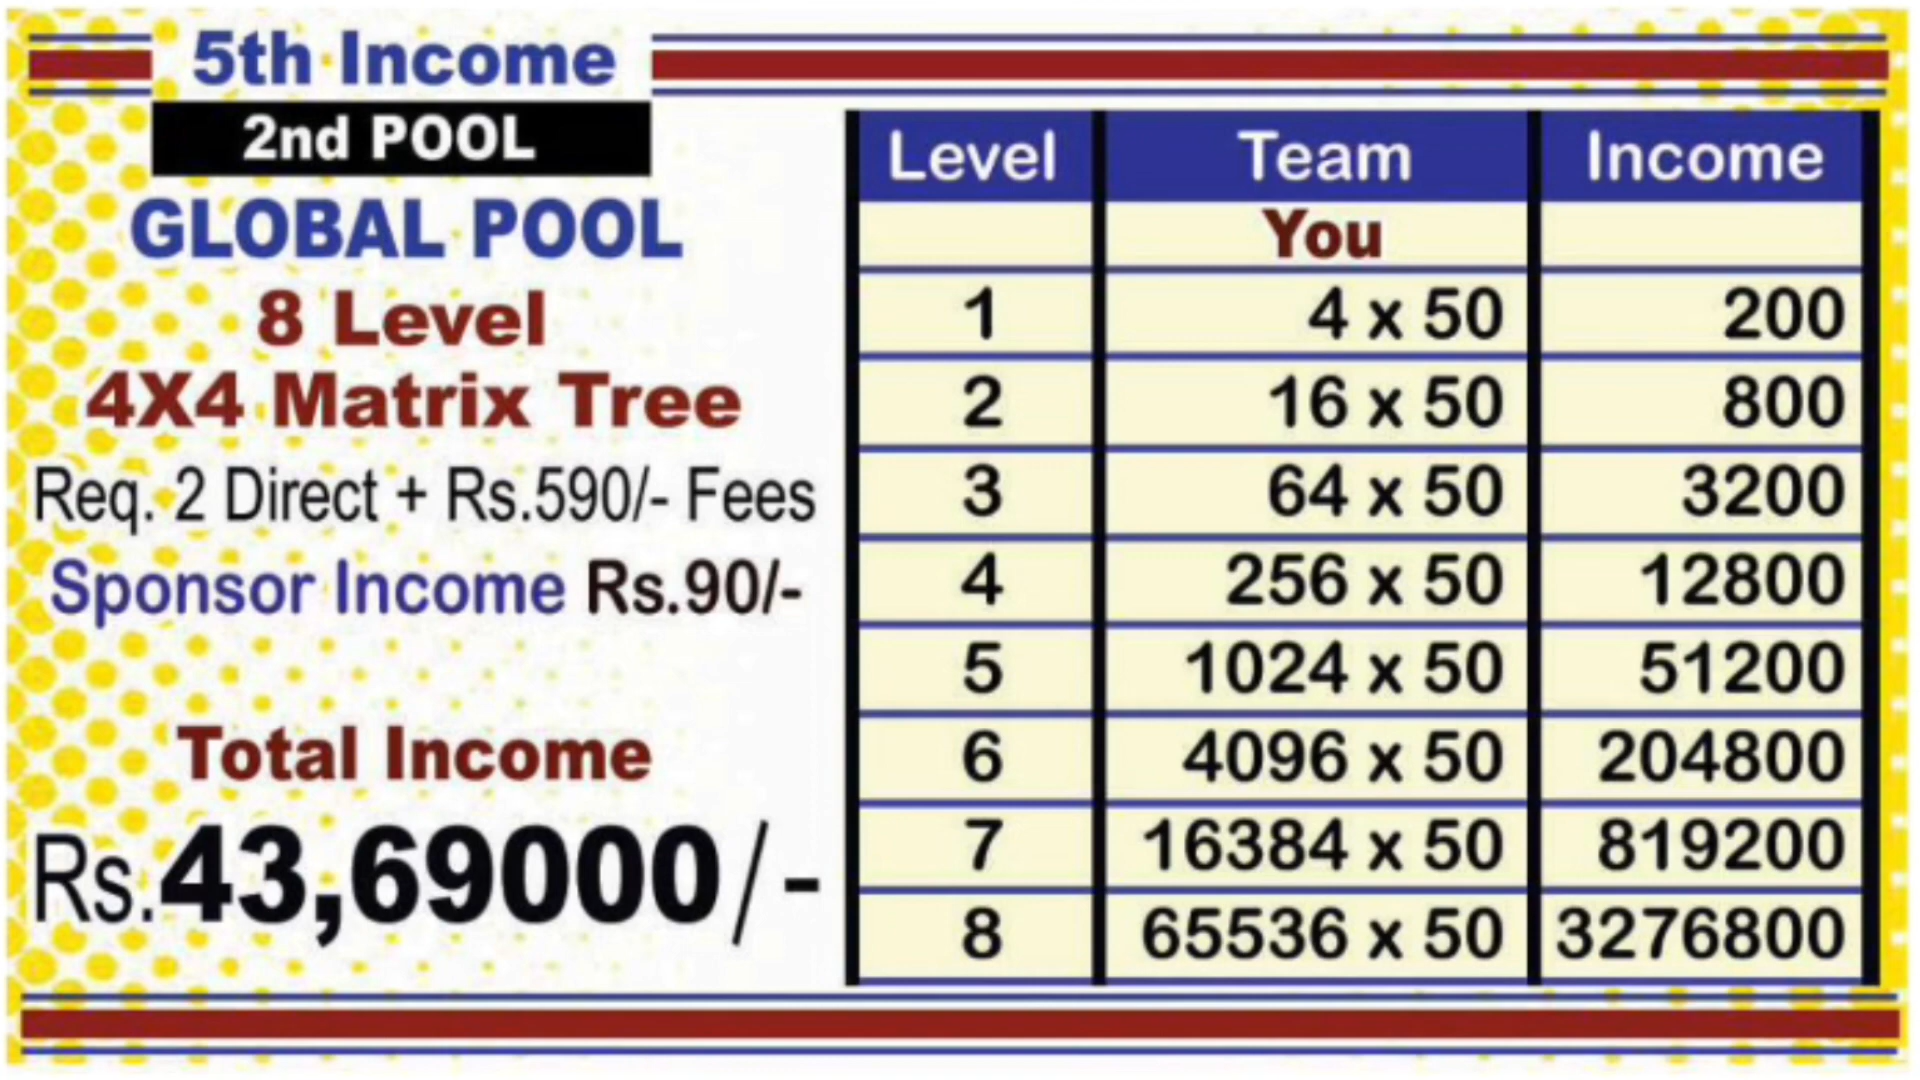 5th Income
2nd POOL
GLOBAL POOL
8 Level
4X4 Matrix Tree
Req. 2 Direct + Rs.590/- Fees
Sponsor Income Rs.90/-
Total Income
Rs.43,69000/-
Level Team Income
You
1 4 x 50 200
2 16 x 50 800
3 64 x 50 3200
4 256 x 50 12800
5 1024 x 50 51200
6 4096 x 50 204800
7 16384 x 50 819200
8 65536 x 50 3276800